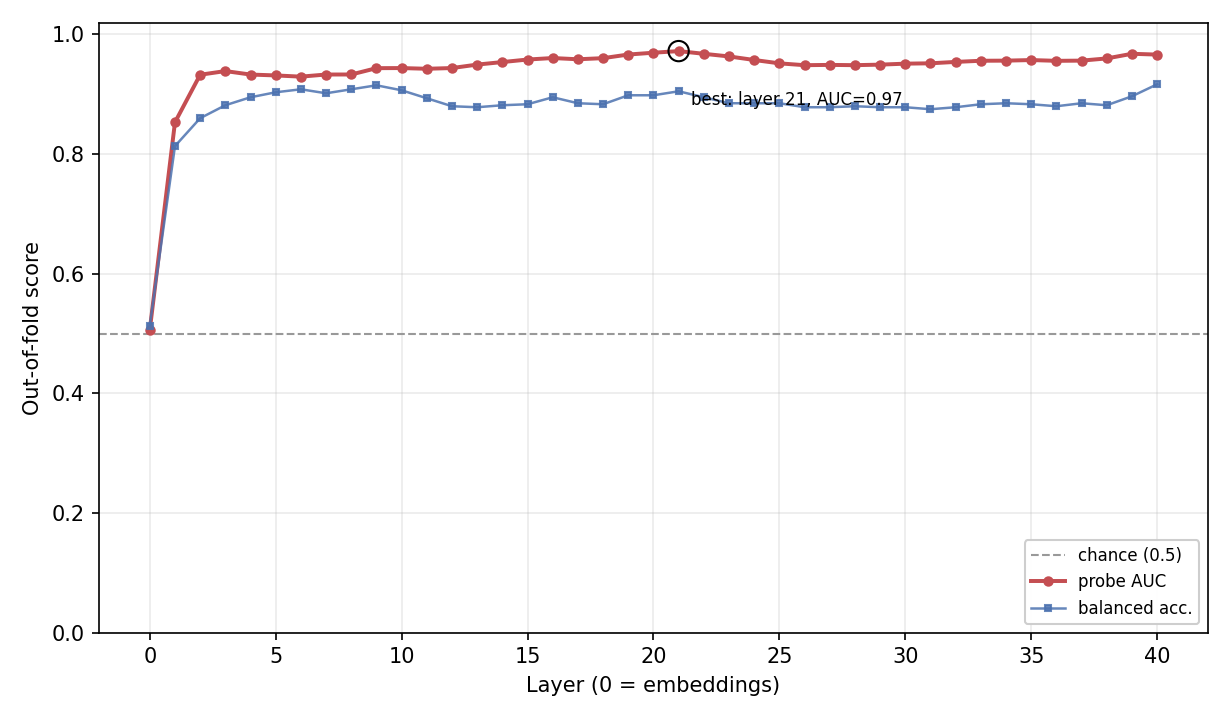 1.0
0.8
0.6
0.4
0.2
0.0
Out-of-fold score
best: layer 21, AUC=0.97
chance (0.5)
probe AUC
balanced acc.
0 5 10 15 20 25 30 35 40
Layer (0 = embeddings)